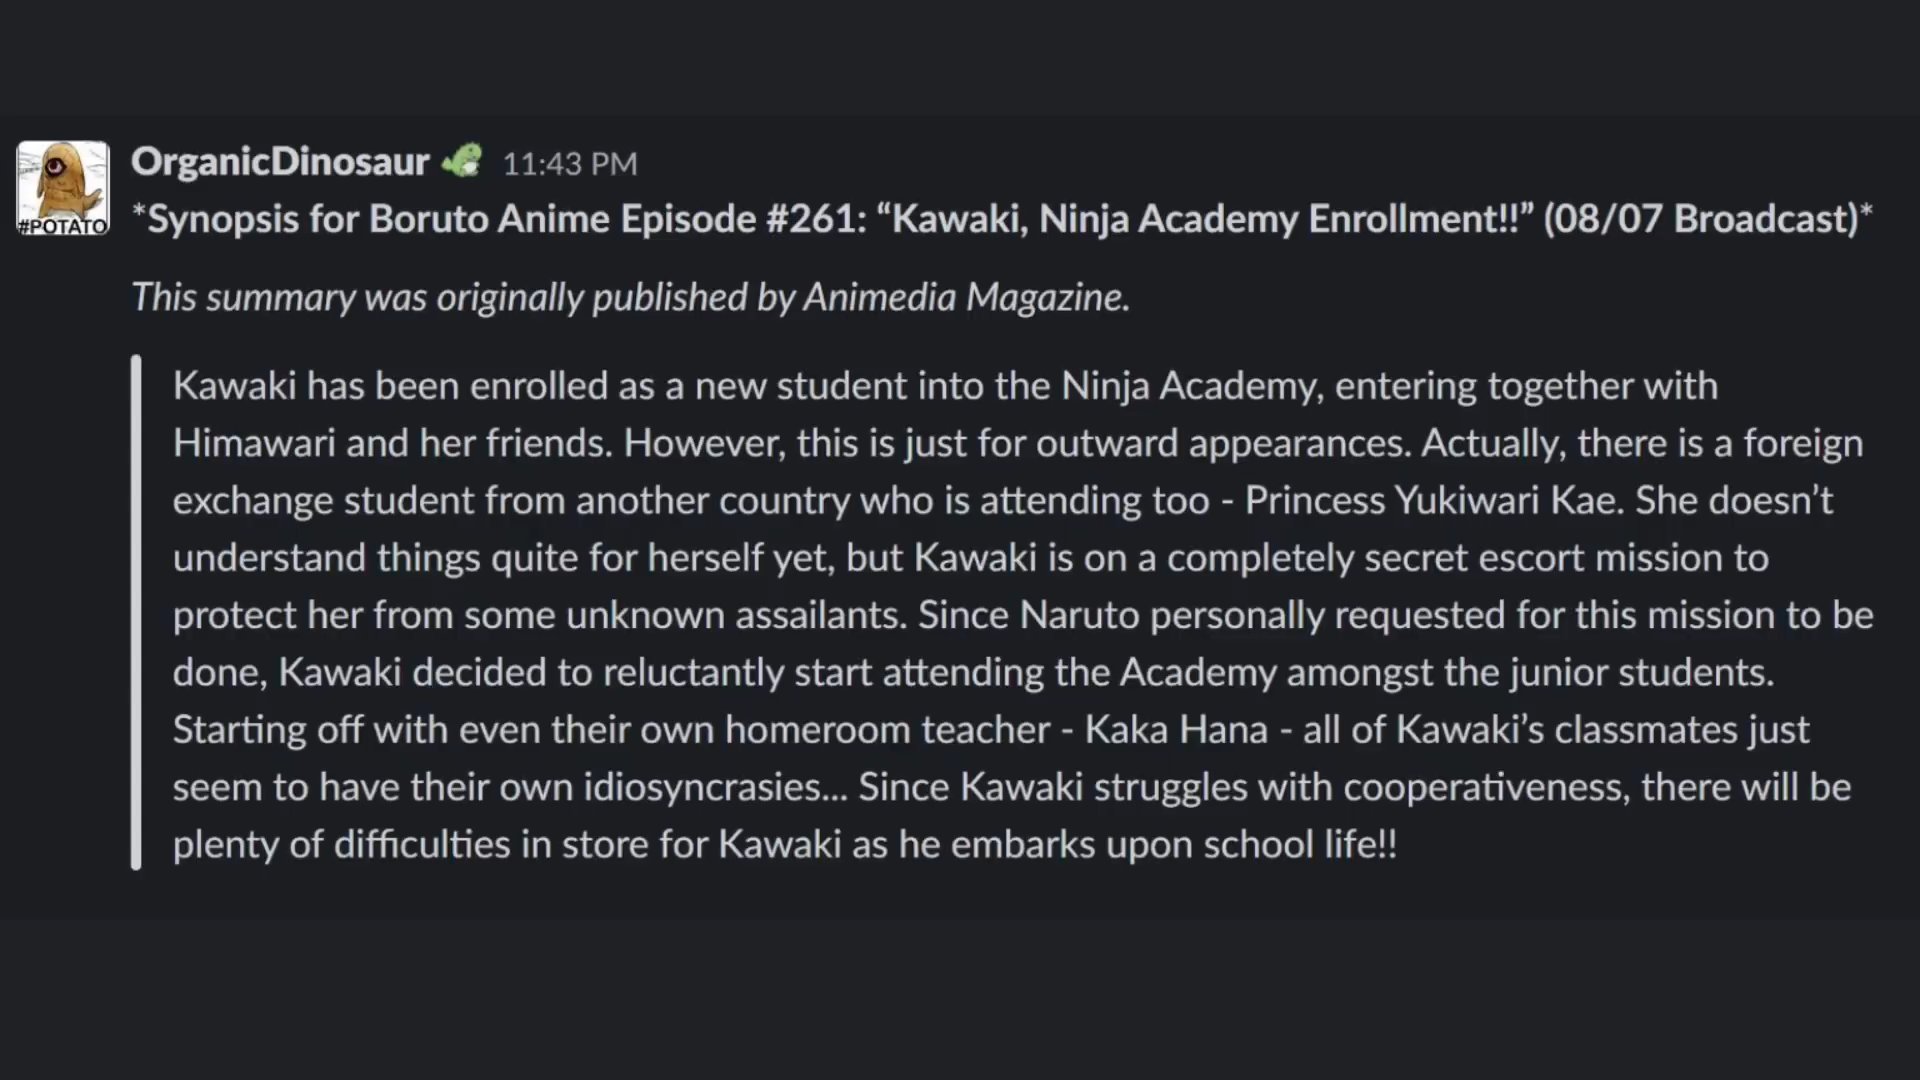 OrganicDinosaur 11:43 PM
*Synopsis for Boruto Anime Episode #261: “Kawaki, Ninja Academy Enrollment!!” (08/07 Broadcast)*
This summary was originally published by Animedia Magazine.
Kawaki has been enrolled as a new student into the Ninja Academy, entering together with
Himawari and her friends. However, this is just for outward appearances. Actually, there is a foreign
exchange student from another country who is attending too - Princess Yukiwari Kae. She doesn’t
understand things quite for herself yet, but Kawaki is on a completely secret escort mission to
protect her from some unknown assailants. Since Naruto personally requested for this mission to be
done, Kawaki decided to reluctantly start attending the Academy amongst the junior students.
Starting off with even their own homeroom teacher - Kaka Hana - all of Kawaki’s classmates just
seem to have their own idiosyncrasies... Since Kawaki struggles with cooperativeness, there will be
plenty of difficulties in store for Kawaki as he embarks upon school life!!
#POTATO